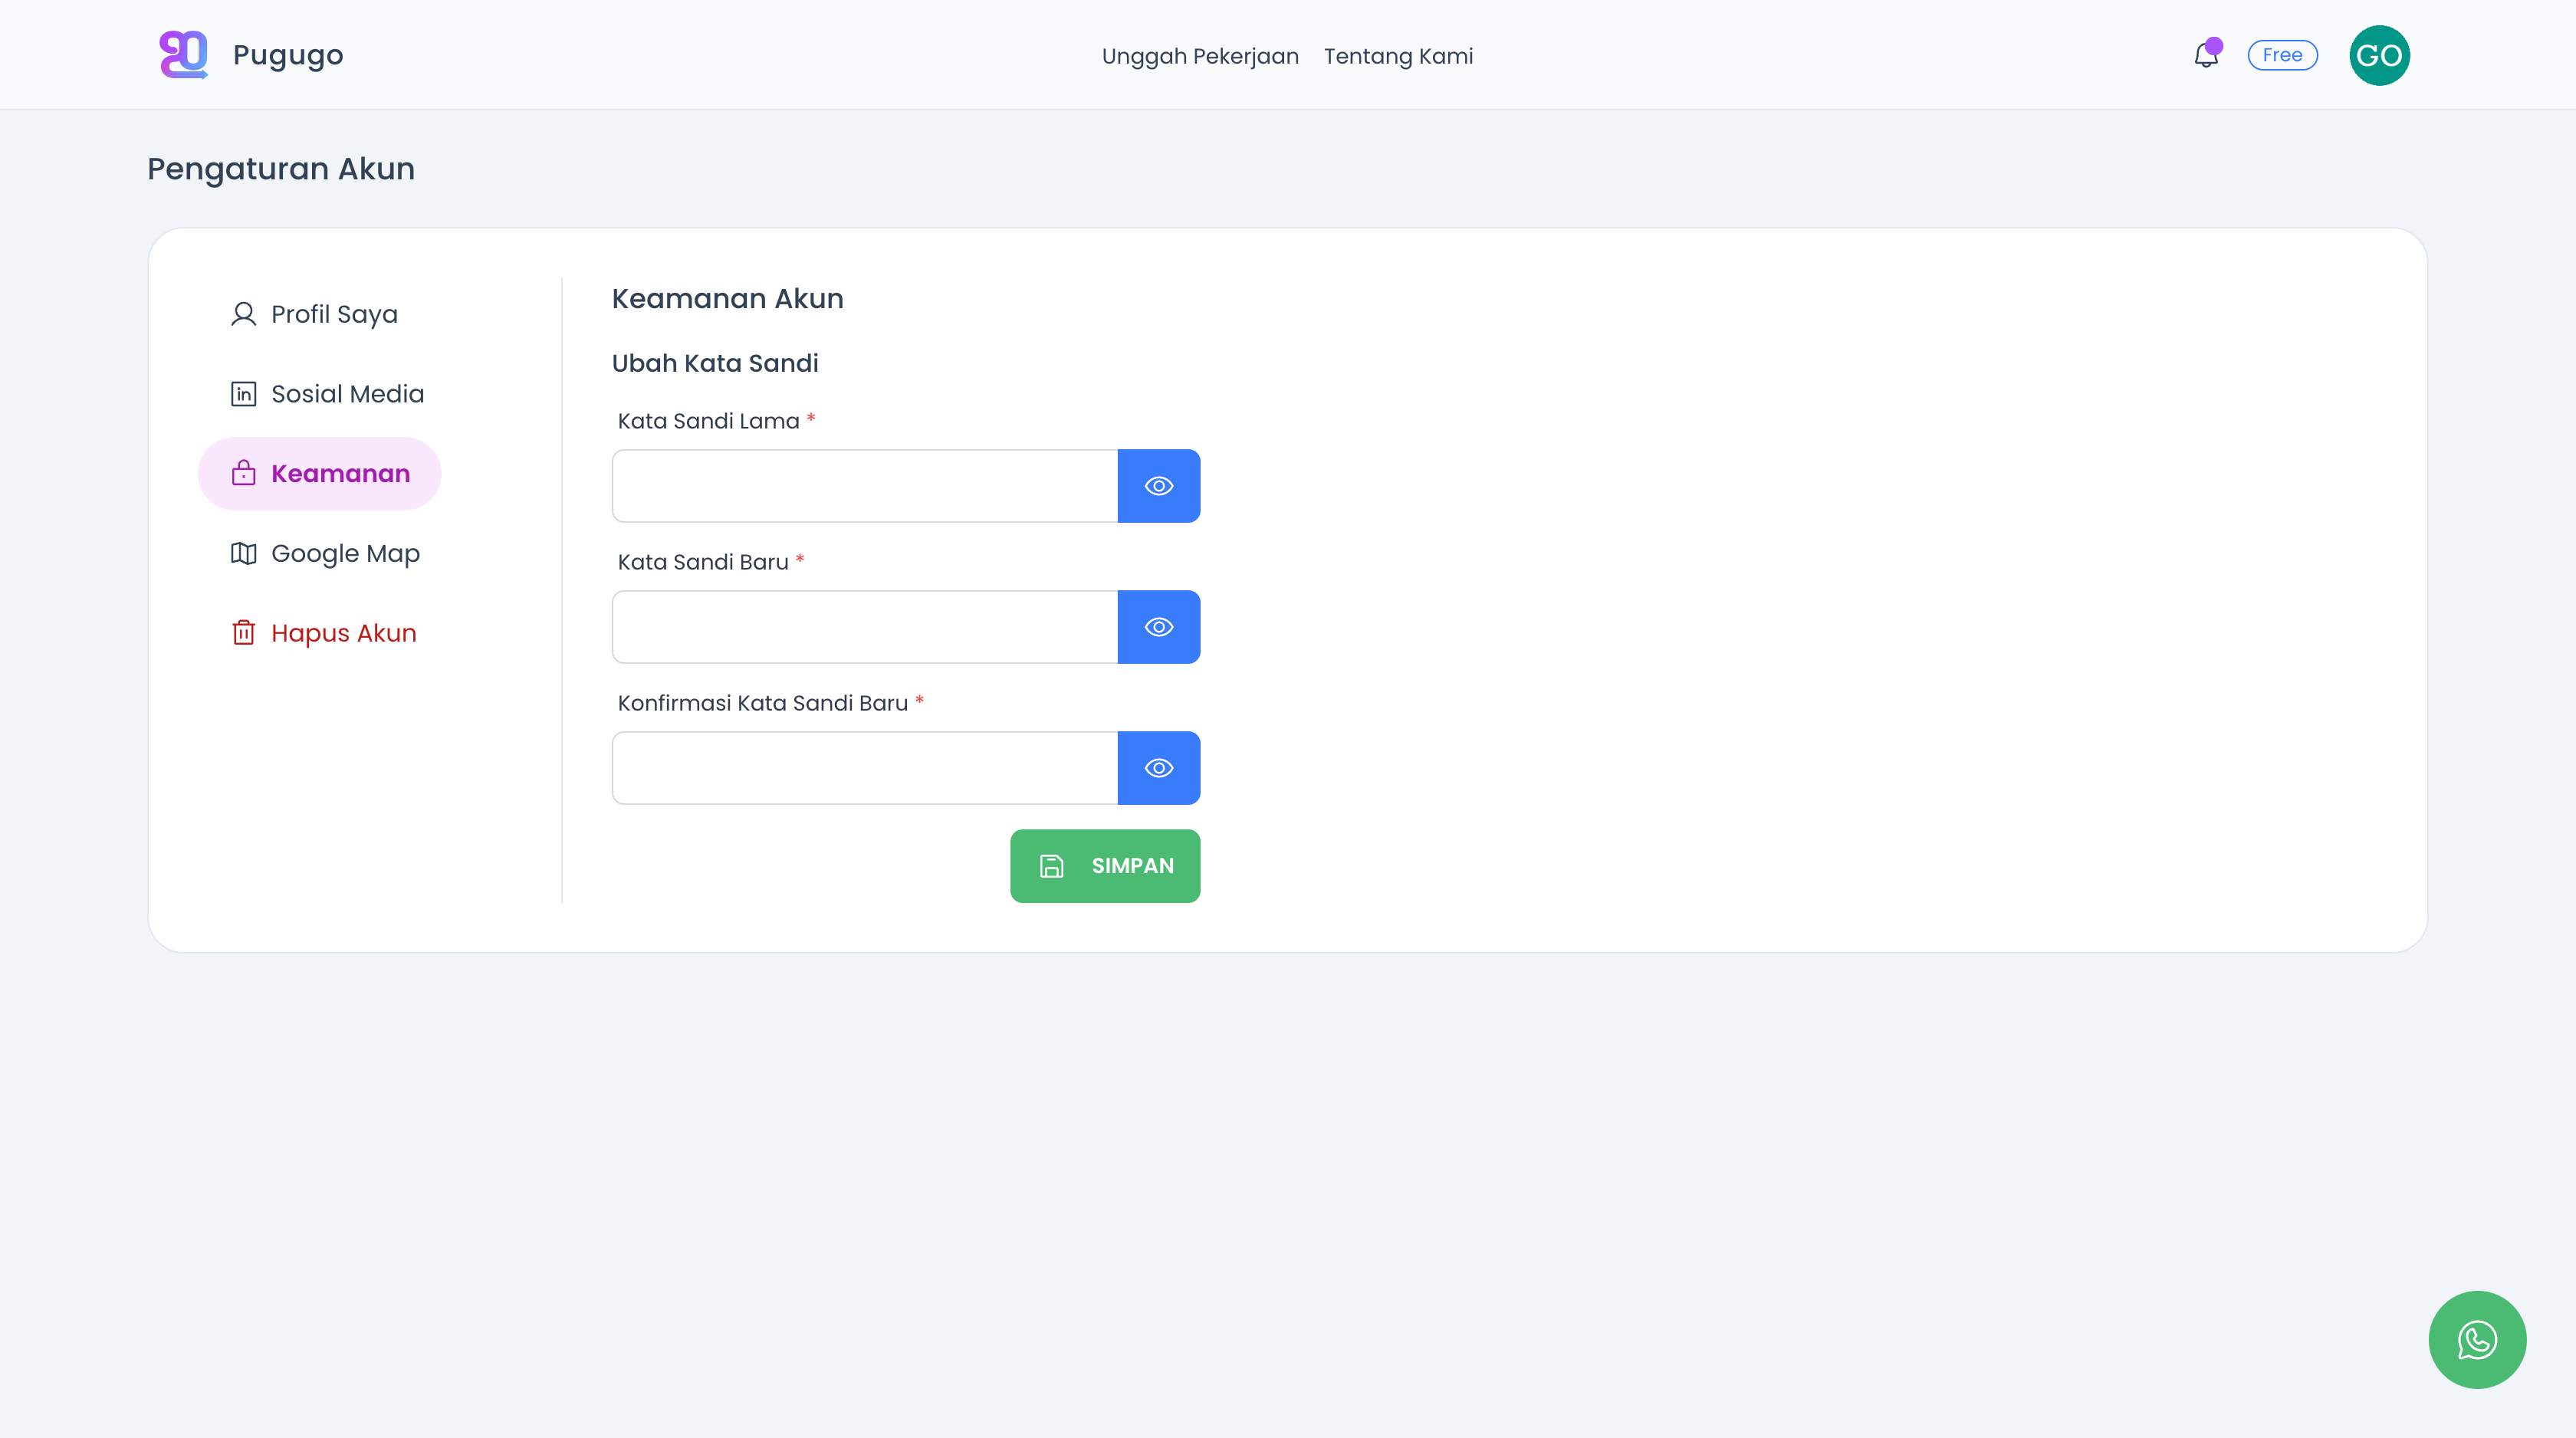 Pugugo
Unggah Pekerjaan
Tentang Kami
Free
GO
Pengaturan Akun
Profil Saya
Sosial Media
Keamanan
Google Map
Hapus Akun
Keamanan Akun
Ubah Kata Sandi
Kata Sandi Lama *
Kata Sandi Baru *
Konfirmasi Kata Sandi Baru *
SIMPAN